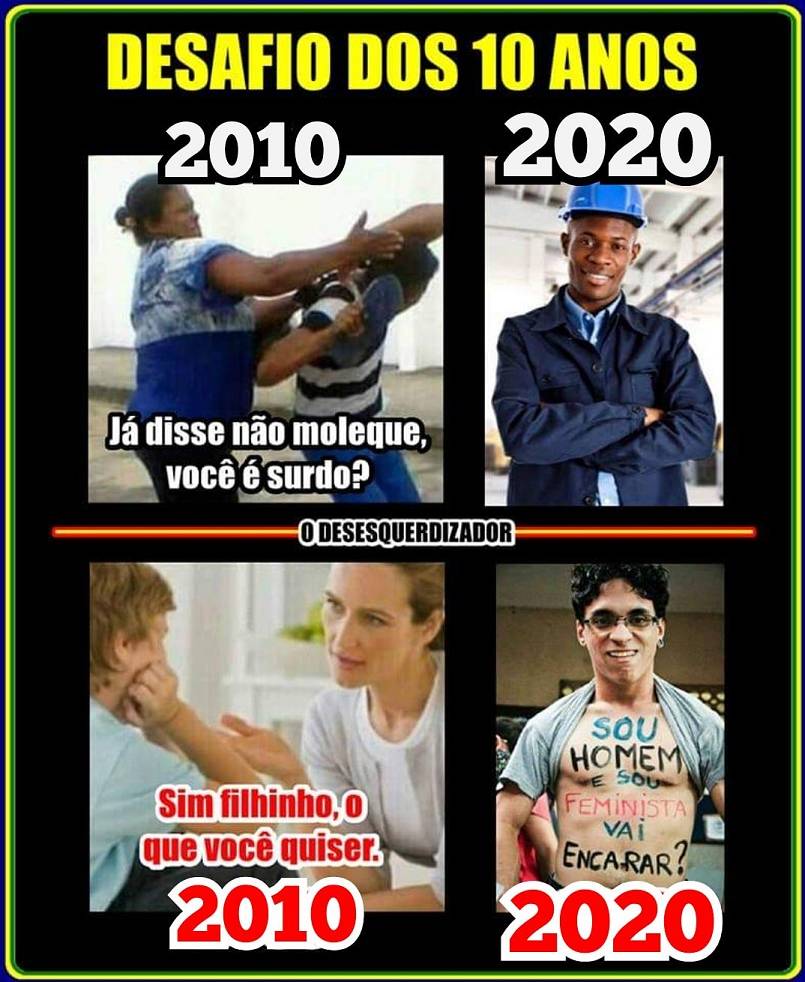 DESAFIO DOS 10 ANOS
2010
2020
Já disse não moleque,
você é surdo?
O DESESQUERDIZADOR
Sim filhinho, o
que você quiser.
2010
SOU
HOMEM
E SOU
FEMINISTA
VAI
ENCARAR?
2020